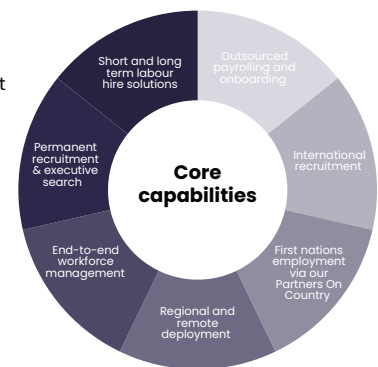 t
Core
capabilities
Outsourced
payrolling and
onboarding
International
recruitment
First nations
employment
via our
Partners On
Country
Regional and
remote
deployment
End-to-end
workforce
management
Permanent
recruitment
& executive
search
Short and long
term labour
hire solutions